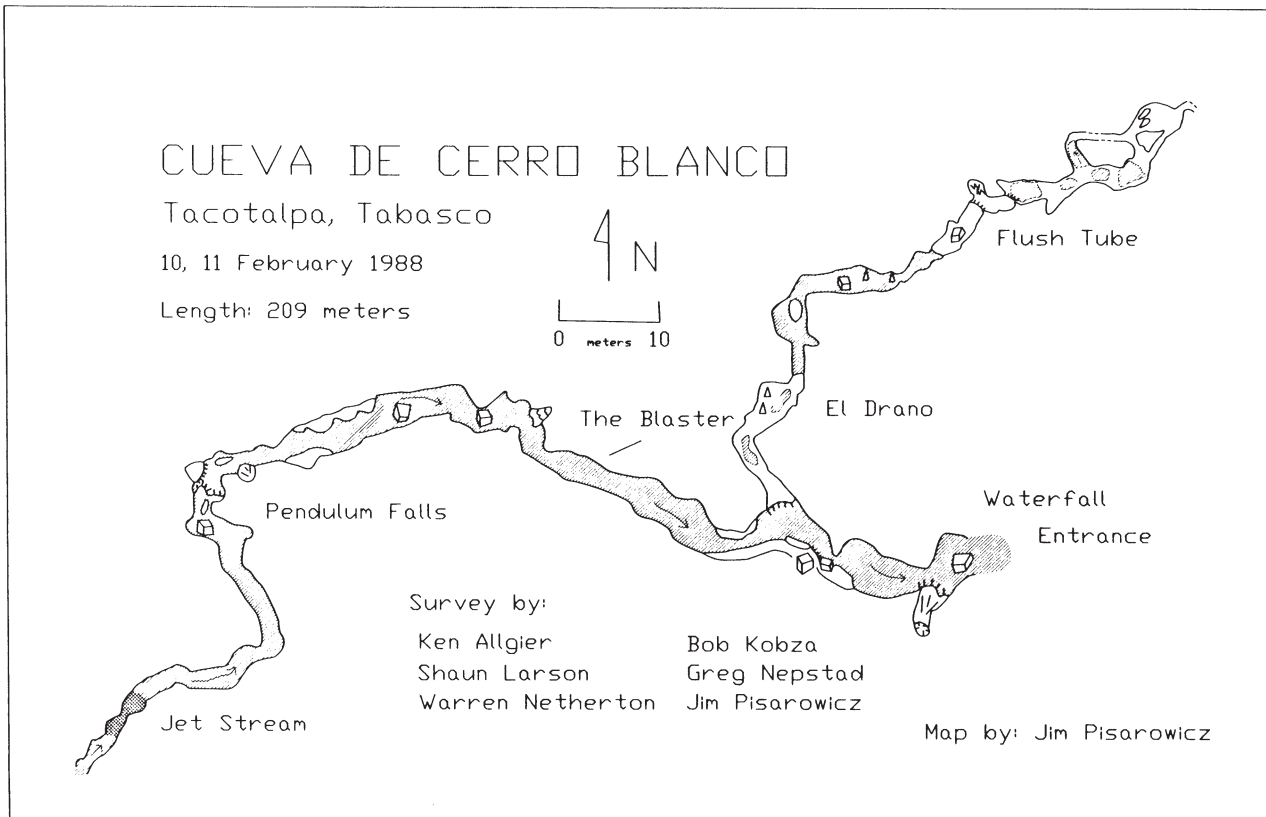 CUEVA DE CERRO BLANCO
Tacotalpa, Tabasco
10, 11 February 1988
Length: 209 meters
N
0 meters 10
8
Flush Tube
El Drano
The Blaster
Pendulum Falls
Waterfall
Entrance
Jet Stream
Survey by:
Ken Allgier
Shaun Larson
Warren Netherton
Bob Kobza
Greg Nepstad
Jim Pisarowicz
Map by: Jim Pisarowicz